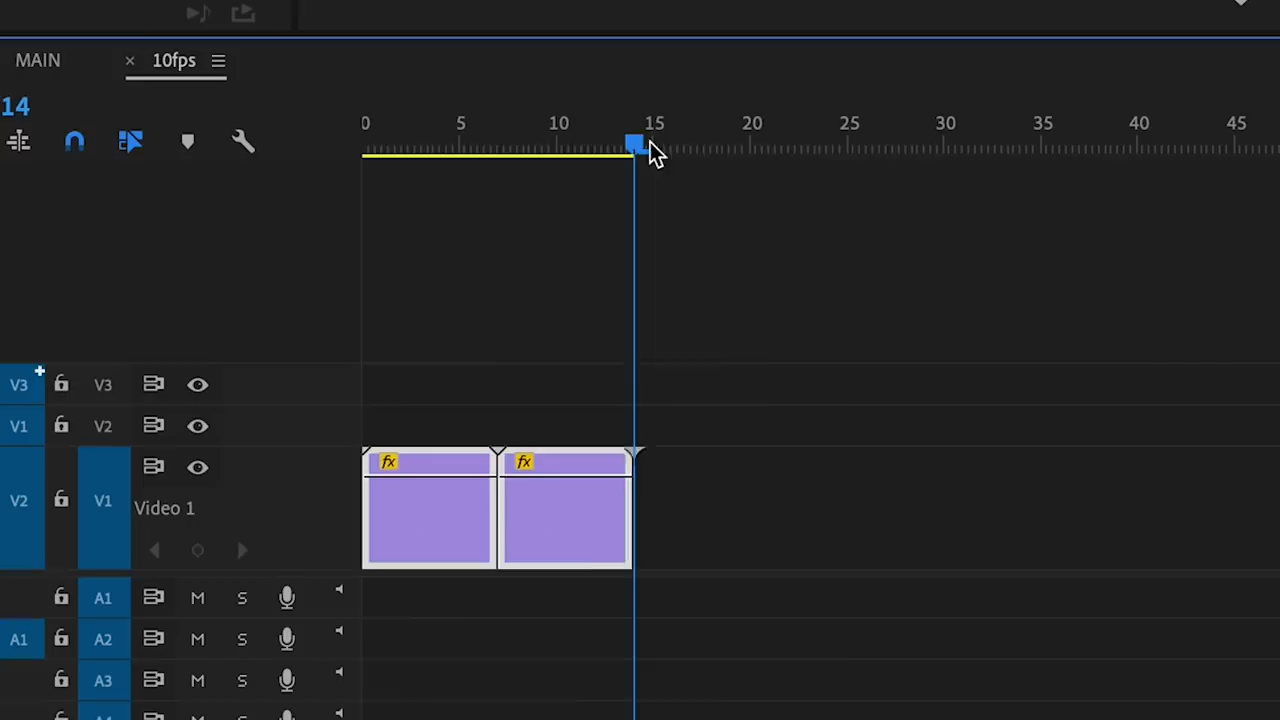 MAIN × 10fps
14
0 5 10 15 20 25 30 35 40 45
V3 V3
V1 V2
fx fx
V2 V1
Video 1
A1 M S
A1 A2 M S
A3 M S